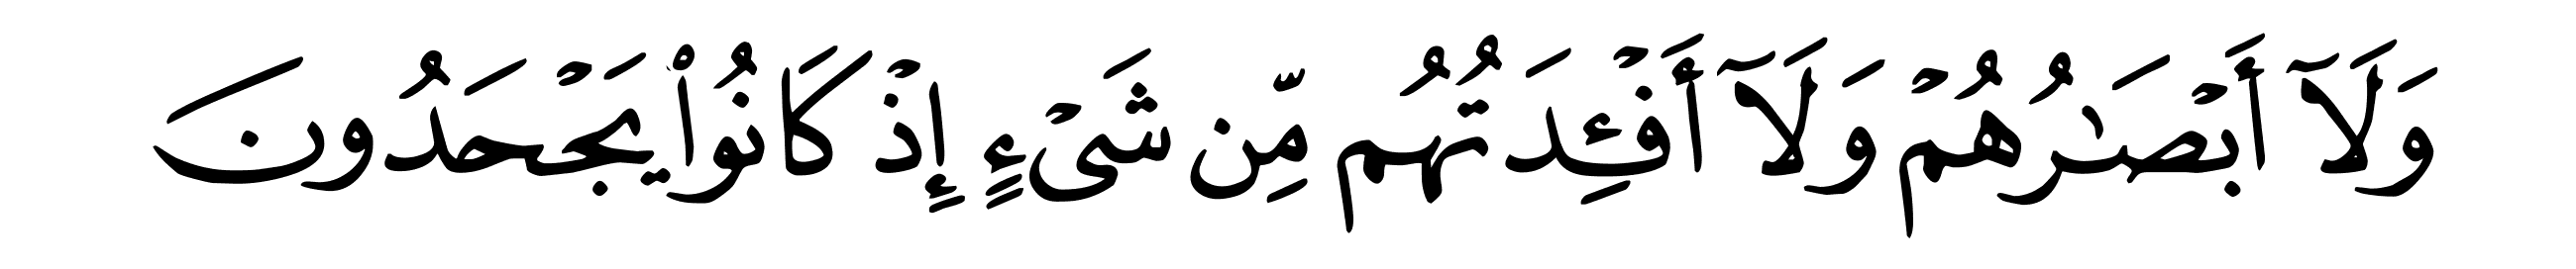 وَلَآ أَبْصَـٰرُهُمْ وَلَآ أَفْـِٔدَتُهُم مِّن شَىْءٍ إِذْ كَانُوا۟ يَجْحَدُونَ